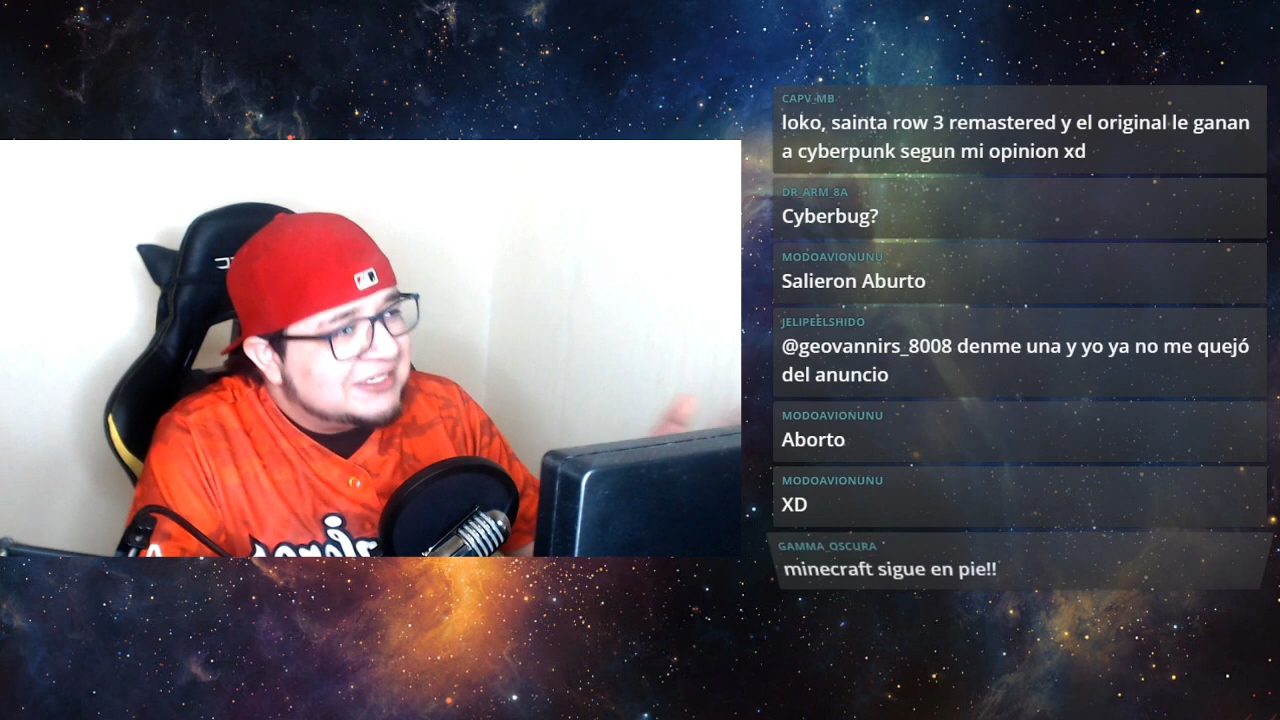 CAPV_MB
loko, sainta row 3 remastered y el original le ganan
a cyberpunk segun mi opinion xd
DR_ARM_8A
Cyberbug?
MODOAVIONUNU
Salieron Aburto
JELIPEELSHIDO
@geovannirs_8008 denme una y yo ya no me quejó
del anuncio
MODOAVIONUNU
Aborto
MODOAVIONUNU
XD
GAMMA_OSCURA
minecraft sigue en pie!!